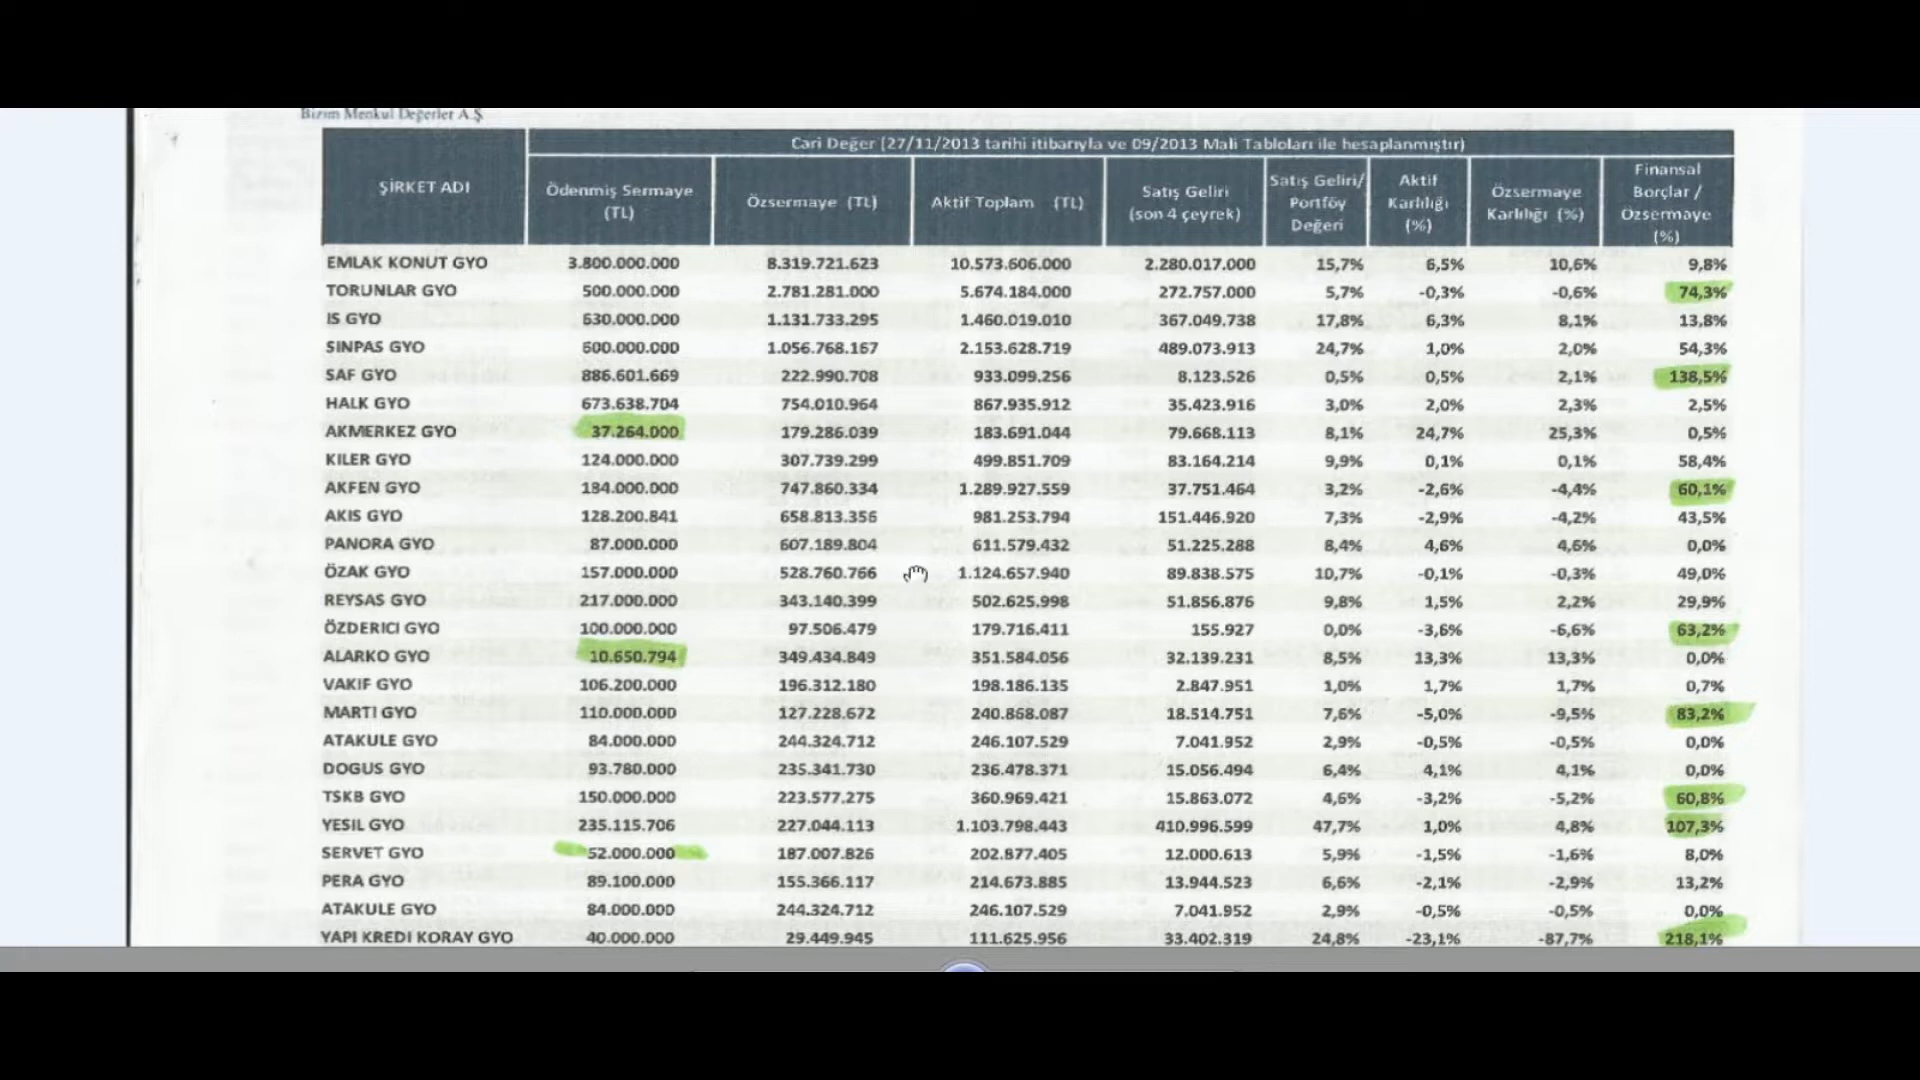 Bizim Menkul Değerler A.Ş.
Cari Değer (27/11/2013 tarihi itibarıyla ve 09/2013 Mali Tabloları ile hesaplanmıştır)
ŞİRKET ADI Ödenmiş Sermaye (TL) Özsermaye (TL) Aktif Toplam (TL) Satış Geliri (son 4 çeyrek) Satış Geliri/ Portföy Değeri Aktif Karlılığı (%) Özsermaye Karlılığı (%) Finansal Borçlar / Özsermaye (%)
EMLAK KONUT GYO 3.800.000.000 8.319.721.623 10.573.606.000 2.280.017.000 15,7% 6,5% 10,6% 9,8%
TORUNLAR GYO 500.000.000 2.781.281.000 5.674.184.000 272.757.000 5,7% -0,3% -0,6% 74,3%
IS GYO 630.000.000 1.131.733.295 1.460.019.010 367.049.738 17,8% 6,3% 8,1% 13,8%
SINPAS GYO 600.000.000 1.056.768.167 2.153.628.719 489.073.913 24,7% 1,0% 2,0% 54,3%
SAF GYO 886.601.669 222.990.708 933.099.256 8.123.526 0,5% 0,5% 2,1% 138,5%
HALK GYO 673.638.704 754.010.964 867.935.912 35.423.916 3,0% 2,0% 2,3% 2,5%
AKMERKEZ GYO 37.264.000 179.286.039 183.691.044 79.668.113 8,1% 24,7% 25,3% 0,5%
KILER GYO 124.000.000 307.739.299 499.851.709 83.164.214 9,9% 0,1% 0,1% 58,4%
AKFEN GYO 184.000.000 747.860.334 1.289.927.559 37.751.464 3,2% -2,6% -4,4% 60,1%
AKIS GYO 128.200.841 658.813.356 981.253.794 151.446.920 7,3% -2,9% -4,2% 43,5%
PANORA GYO 87.000.000 607.189.804 611.579.432 51.225.288 8,4% 4,6% 4,6% 0,0%
ÖZAK GYO 157.000.000 528.760.766 1.124.657.940 89.838.575 10,7% -0,1% -0,3% 49,0%
REYSAS GYO 217.000.000 343.140.399 502.625.998 51.856.876 9,8% 1,5% 2,2% 29,9%
ÖZDERICI GYO 100.000.000 97.506.479 179.716.411 155.927 0,0% -3,6% -6,6% 63,2%
ALARKO GYO 10.650.794 349.434.849 351.584.056 32.139.231 8,5% 13,3% 13,3% 0,0%
VAKIF GYO 106.200.000 196.312.180 198.186.135 2.847.951 1,0% 1,7% 1,7% 0,7%
MARTI GYO 110.000.000 127.228.672 240.868.087 18.514.751 7,6% -5,0% -9,5% 83,2%
ATAKULE GYO 84.000.000 244.324.712 246.107.529 7.041.952 2,9% -0,5% -0,5% 0,0%
DOGUS GYO 93.780.000 235.341.730 236.478.371 15.056.494 6,4% 4,1% 4,1% 0,0%
TSKB GYO 150.000.000 223.577.275 360.969.421 15.863.072 4,6% -3,2% -5,2% 60,8%
YESIL GYO 235.115.706 227.044.113 1.103.798.443 410.996.599 47,7% 1,0% 4,8% 107,3%
SERVET GYO 52.000.000 187.007.826 202.877.405 12.000.613 5,9% -1,5% -1,6% 8,0%
PERA GYO 89.100.000 155.366.117 214.673.885 13.944.523 6,6% -2,1% -2,9% 13,2%
ATAKULE GYO 84.000.000 244.324.712 246.107.529 7.041.952 2,9% -0,5% -0,5% 0,0%
YAPI KREDI KORAY GYO 40.000.000 29.449.945 111.625.956 33.402.319 24,8% -23,1% -87,7% 218,1%